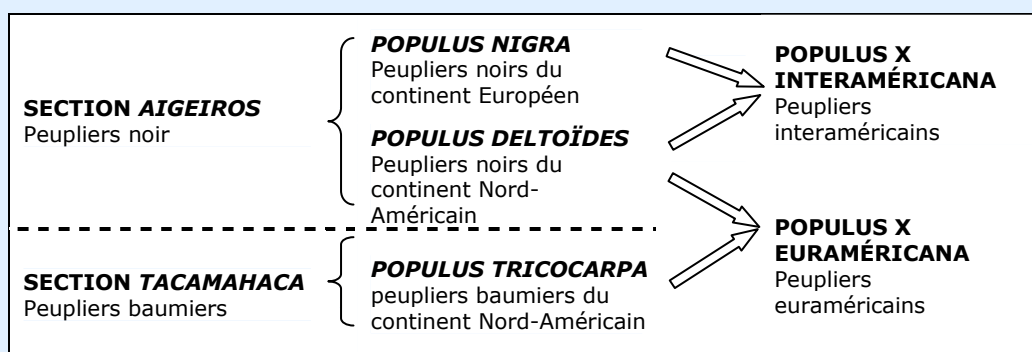 SECTION AIGEIROS
Peupliers noir
POPULUS NIGRA
Peupliers noirs du
continent Européen
POPULUS DELTOÏDES
Peupliers noirs du
continent Nord-
Américain
POPULUS X
INTERAMÉRICANA
Peupliers
interaméricains
SECTION TACAMAHACA
Peupliers baumiers
POPULUS TRICOCARPA
peupliers baumiers du
continent Nord-Américain
POPULUS X
EURAMÉRICANA
Peupliers
euraméricains